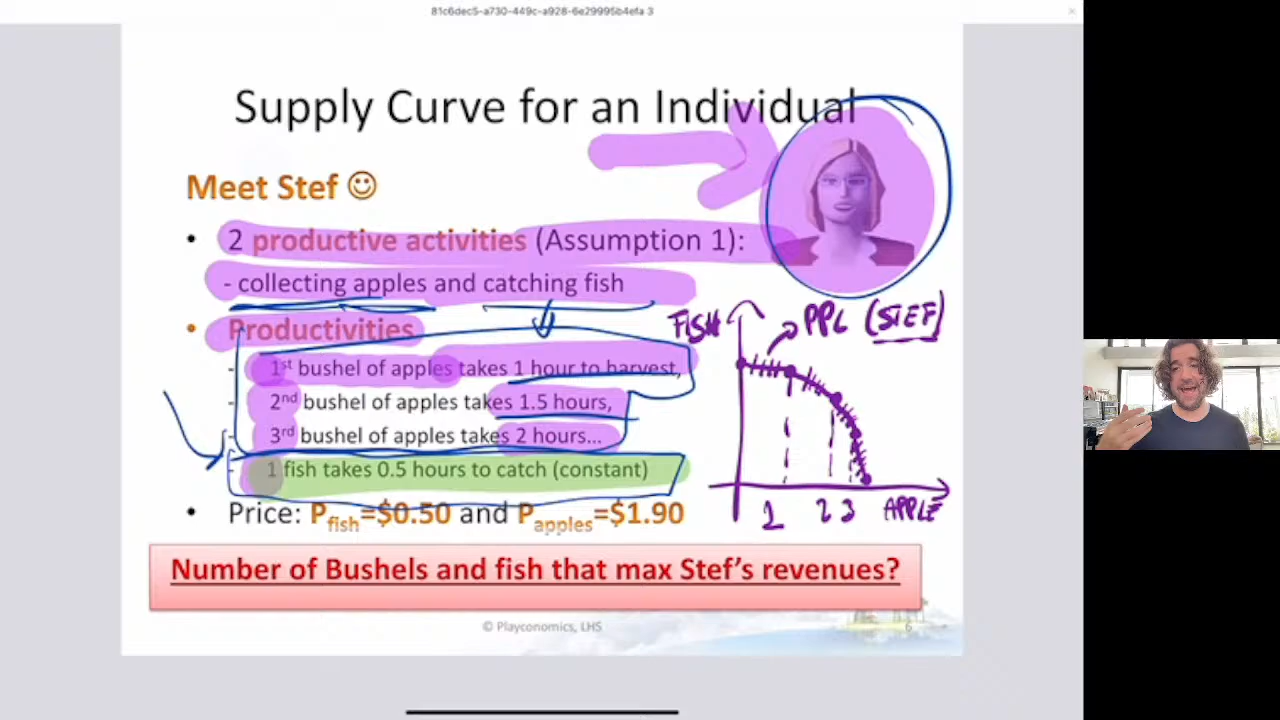 81c6dec5-a730-449c-a928-6e29995b4efa 3
Supply Curve for an Individual
Meet Stef ☺
• 2 productive activities (Assumption 1):
- collecting apples and catching fish
• Productivities
- 1st bushel of apples takes 1 hour to harvest,
- 2nd bushel of apples takes 1.5 hours,
- 3rd bushel of apples takes 2 hours...
- 1 fish takes 0.5 hours to catch (constant)
• Price: Pfish=$0.50 and Papples=$1.90
FISH
PPL (STEF)
1 2 3 APPLE
Number of Bushels and fish that max Stef's revenues?
© Playconomics, LHS
6